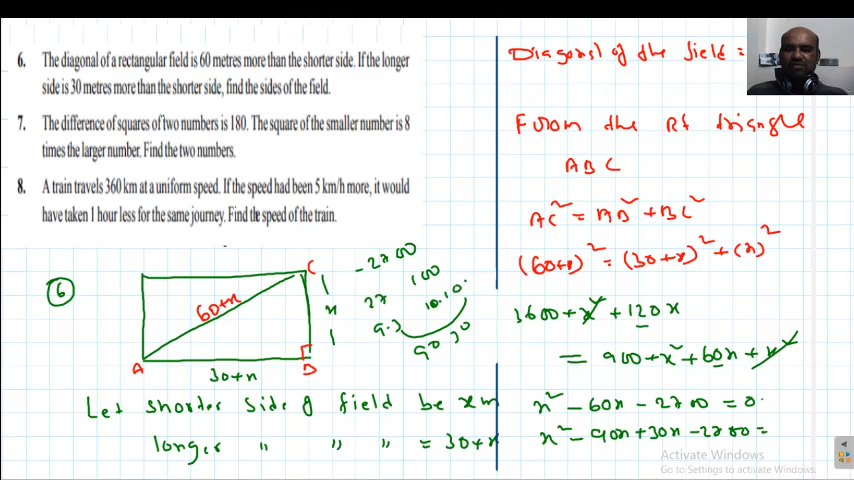 6. The diagonal of a rectangular field is 60 metres more than the shorter side. If the longer
side is 30 metres more than the shorter side, find the sides of the field.
7. The difference of squares of two numbers is 180. The square of the smaller number is 8
times the larger number. Find the two numbers.
8. A train travels 360 km at a uniform speed. If the speed had been 5 km/h more, it would
have taken 1 hour less for the same journey. Find the speed of the train.
6
C
60+x
x
A
30+x
B
-2700
27 100
9.3 10.10
90 30
Let shorter side of field be x m
longer " " " = 30+x
Diagonal of the field =
From the Rt triangle
ABC
AC² = AB² + BC²
(60+x)² = (30+x)² + (x)²
3600 + x² + 120x
= 900 + x² + 60x + x²
x² - 60x - 2700 = 0
x² - 90x + 30x - 2700 =
Activate Windows
Go to Settings to activate Windows.